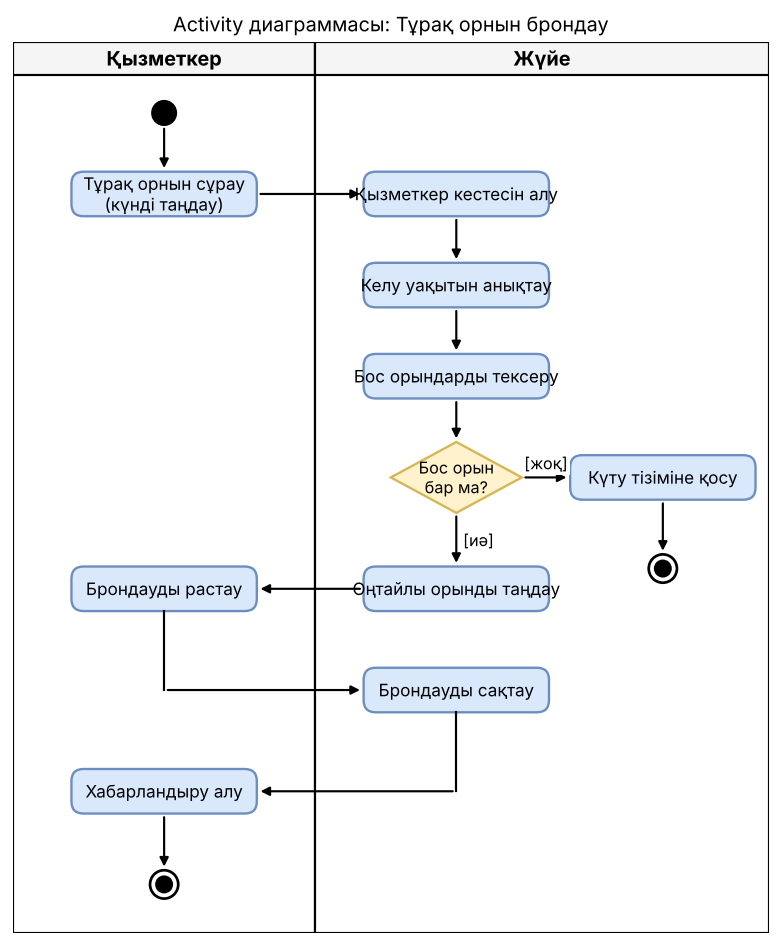 Activity диаграммасы: Тұрақ орнын брондау
Қызметкер
Жүйе
Тұрақ орнын сұрау
(күнді таңдау)
Қызметкер кестесін алу
Келу уақытын анықтау
Бос орындарды тексеру
Бос орын
бар ма?
[жоқ]
Күту тізіміне қосу
[иә]
Оңтайлы орынды таңдау
Брондауды растау
Брондауды сақтау
Хабарландыру алу